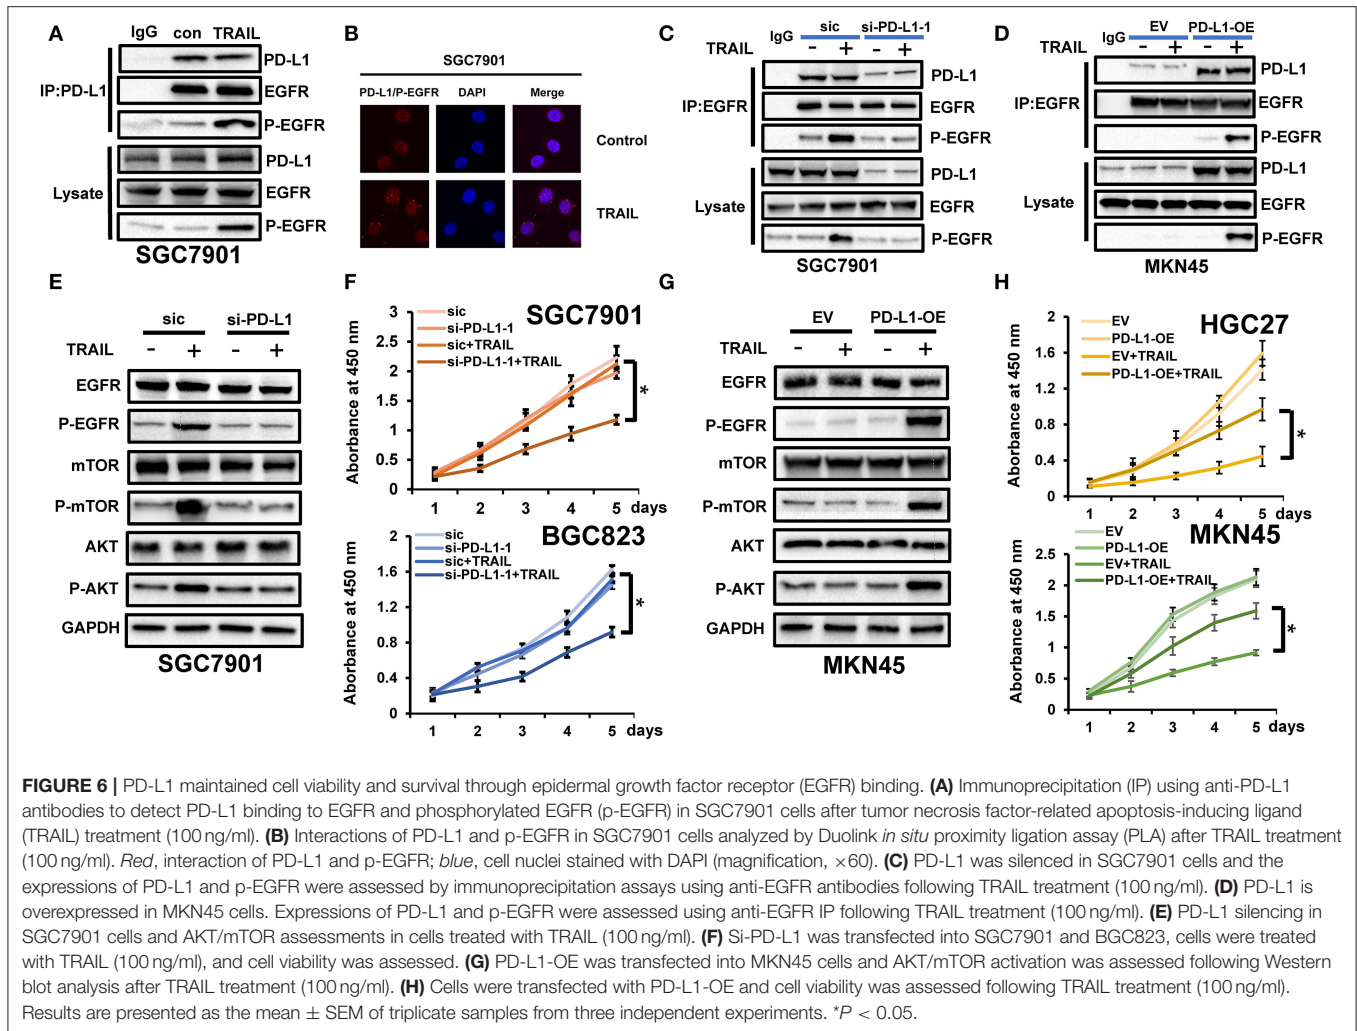 A
IgG con TRAIL
IP:PD-L1
PD-L1
EGFR
P-EGFR
Lysate
PD-L1
EGFR
P-EGFR
SGC7901
B
SGC7901
PD-L1/P-EGFR DAPI Merge
Control
TRAIL
C
IgG sic si-PD-L1-1
TRAIL - + - +
IP:EGFR
PD-L1
EGFR
P-EGFR
Lysate
PD-L1
EGFR
P-EGFR
SGC7901
D
IgG EV PD-L1-OE
TRAIL - + - +
IP:EGFR
PD-L1
EGFR
P-EGFR
Lysate
PD-L1
EGFR
P-EGFR
MKN45
E
sic si-PD-L1
TRAIL - + - +
EGFR
P-EGFR
mTOR
P-mTOR
AKT
P-AKT
GAPDH
SGC7901
F
SGC7901
sic
si-PD-L1-1
sic+TRAIL
si-PD-L1-1+TRAIL
Aborbance at 450 nm
3
2.5
2
1.5
1
0.5
0
*
1 2 3 4 5 days
BGC823
sic
si-PD-L1-1
sic+TRAIL
si-PD-L1-1+TRAIL
Aborbance at 450 nm
2
1.6
1.2
0.8
0.4
0
*
1 2 3 4 5 days
G
EV PD-L1-OE
TRAIL - + - +
EGFR
P-EGFR
mTOR
P-mTOR
AKT
P-AKT
GAPDH
MKN45
H
HGC27
EV
PD-L1-OE
EV+TRAIL
PD-L1-OE+TRAIL
Aborbance at 450 nm
2
1.6
1.2
0.8
0.4
0
*
1 2 3 4 5 days
MKN45
EV
PD-L1-OE
EV+TRAIL
PD-L1-OE+TRAIL
Aborbance at 450 nm
2.5
2
1.5
1
0.5
0
*
1 2 3 4 5 days
FIGURE 6 | PD-L1 maintained cell viability and survival through epidermal growth factor receptor (EGFR) binding. (A) Immunoprecipitation (IP) using anti-PD-L1
antibodies to detect PD-L1 binding to EGFR and phosphorylated EGFR (p-EGFR) in SGC7901 cells after tumor necrosis factor-related apoptosis-inducing ligand
(TRAIL) treatment (100 ng/ml). (B) Interactions of PD-L1 and p-EGFR in SGC7901 cells analyzed by Duolink in situ proximity ligation assay (PLA) after TRAIL treatment
(100 ng/ml). Red, interaction of PD-L1 and p-EGFR; blue, cell nuclei stained with DAPI (magnification, ×60). (C) PD-L1 was silenced in SGC7901 cells and the
expressions of PD-L1 and p-EGFR were assessed by immunoprecipitation assays using anti-EGFR antibodies following TRAIL treatment (100 ng/ml). (D) PD-L1 is
overexpressed in MKN45 cells. Expressions of PD-L1 and p-EGFR were assessed using anti-EGFR IP following TRAIL treatment (100 ng/ml). (E) PD-L1 silencing in
SGC7901 cells and AKT/mTOR assessments in cells treated with TRAIL (100 ng/ml). (F) Si-PD-L1 was transfected into SGC7901 and BGC823, cells were treated
with TRAIL (100 ng/ml), and cell viability was assessed. (G) PD-L1-OE was transfected into MKN45 cells and AKT/mTOR activation was assessed following Western
blot analysis after TRAIL treatment (100 ng/ml). (H) Cells were transfected with PD-L1-OE and cell viability was assessed following TRAIL treatment (100 ng/ml).
Results are presented as the mean ± SEM of triplicate samples from three independent experiments. *P < 0.05.